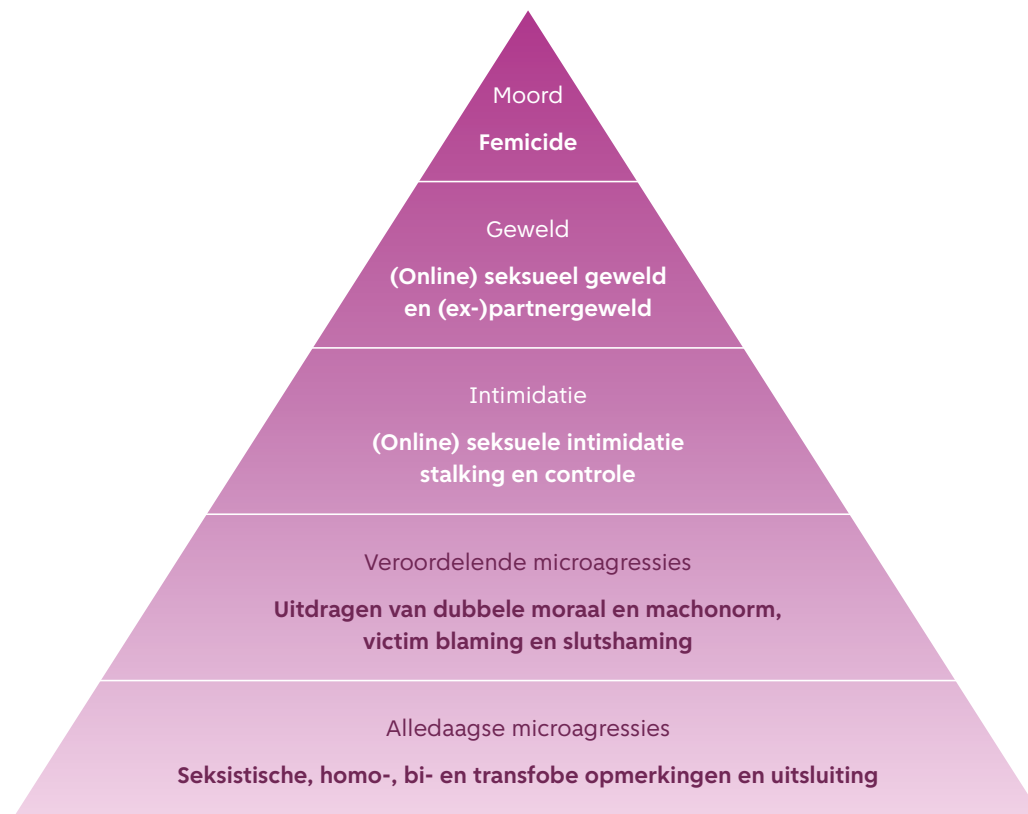 Moord
Femicide
Geweld
(Online) seksueel geweld
en (ex-)partnergeweld
Intimidatie
(Online) seksuele intimidatie
stalking en controle
Veroordelende microagressies
Uitdragen van dubbele moraal en machonorm,
victim blaming en slutshaming
Alledaagse microagressies
Seksistische, homo-, bi- en transfobe opmerkingen en uitsluiting